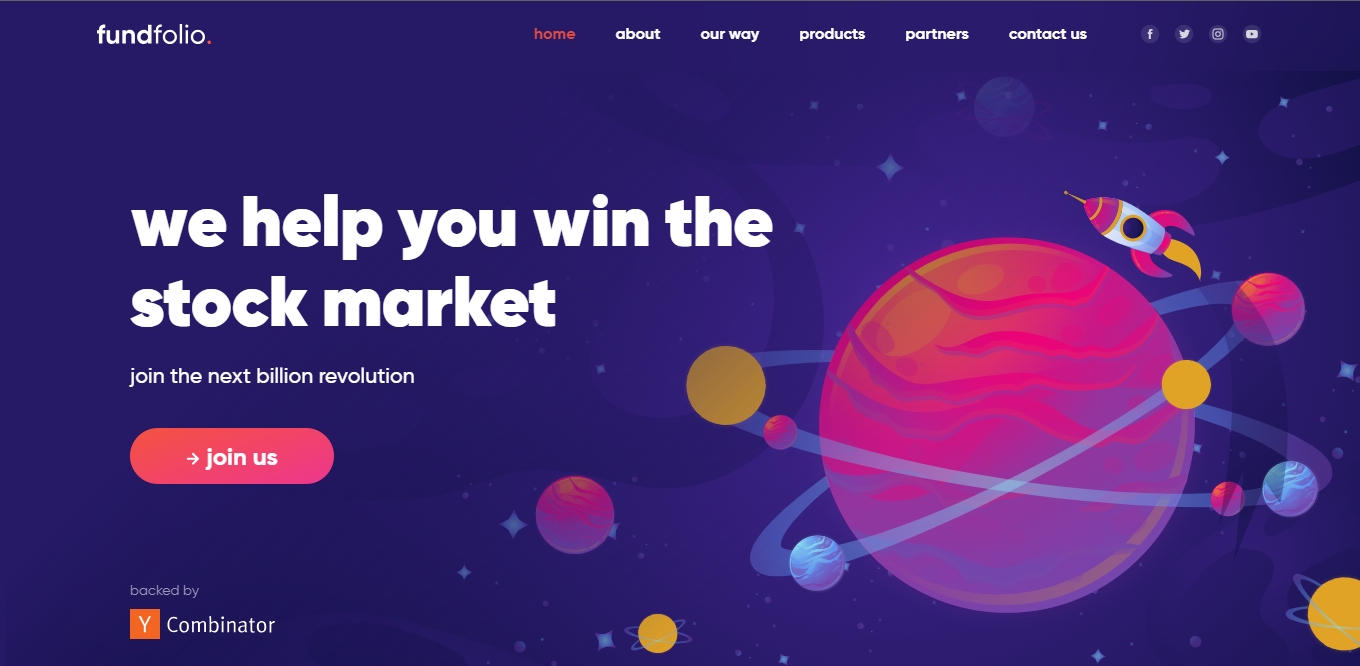 fundfolio.
home about our way products partners contact us
we help you win the
stock market
join the next billion revolution
→ join us
backed by
Y Combinator